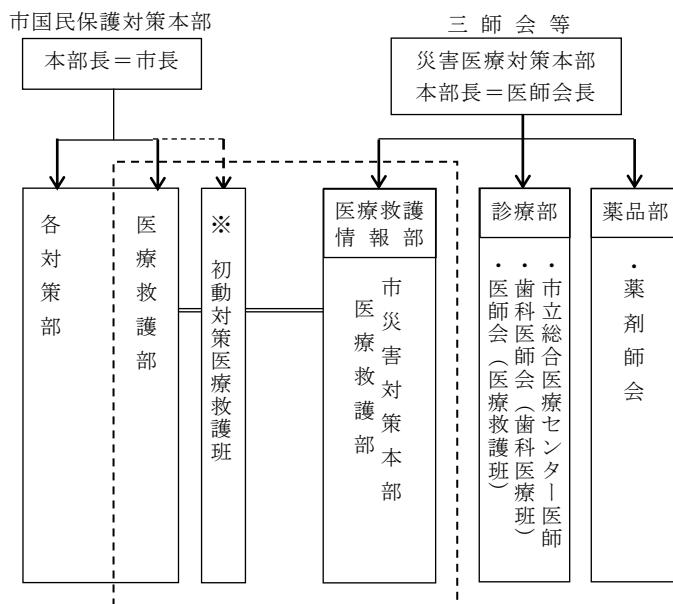 市国民保護対策本部
本部長＝市長
三師会等
災害医療対策本部
本部長＝医師会長
各対策部
医療救護部
※初動対策医療救護班
医療救護
情報部
市災害対策本部
医療救護部
診療部
・市立総合医療センター医師
・歯科医師会（歯科医療班）
・医師会（医療救護班）
薬品部
・薬剤師会